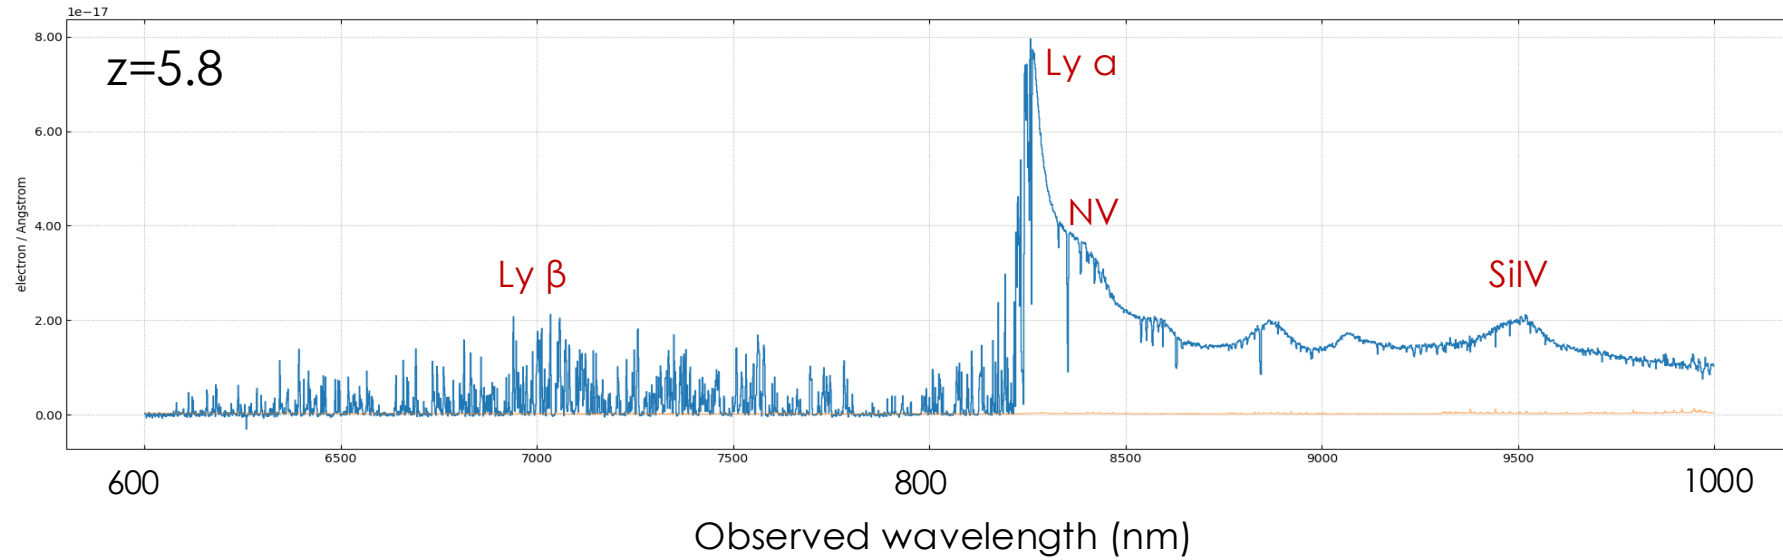 1e−17
8.00
z=5.8
Ly α
6.00
electron / Angstrom
4.00
NV
Ly β
SiIV
2.00
0.00
6500
7000
7500
8500
9000
9500
600
800
1000
Observed wavelength (nm)